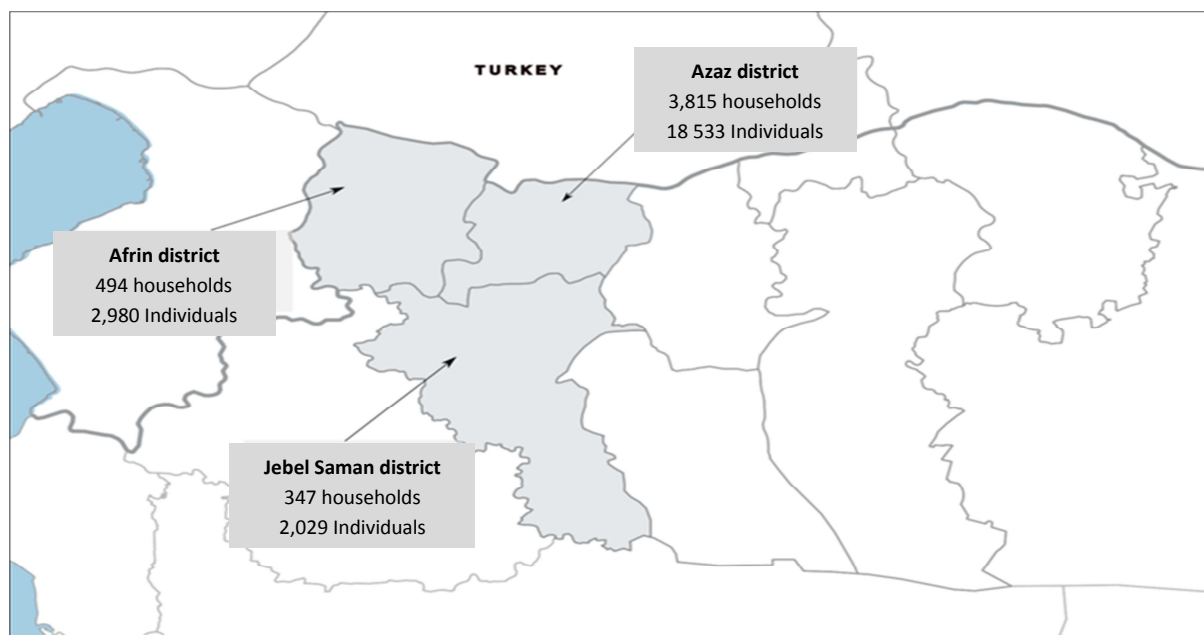 TURKEY
Azaz district
3,815 households
18 533 Individuals
Afrin district
494 households
2,980 Individuals
Jebel Saman district
347 households
2,029 Individuals